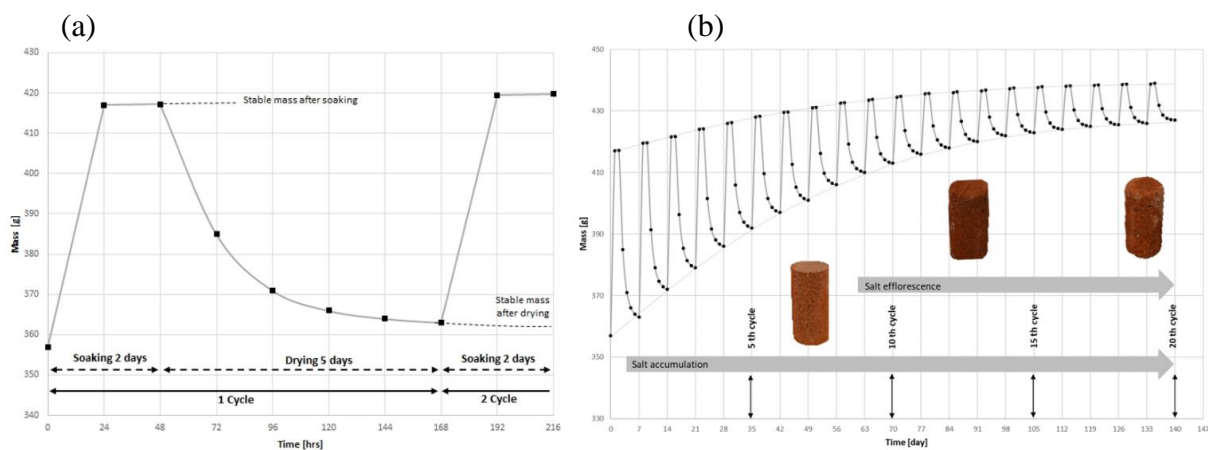 (a)
430
420
410
400
390
380
370
360
350
340
Mass [g]
Stable mass after soaking
Stable mass
after drying
Soaking 2 days
Drying 5 days
Soaking 2 days
1 Cycle
2 Cycle
0
24
48
72
96
120
144
168
192
216
Time [hrs]
(b)
450
430
410
390
370
350
330
Mass [g]
Salt efflorescence
5 th cycle
10 th cycle
15 th cycle
20 th cycle
Salt accumulation
0
7
14
21
28
35
42
49
56
63
70
77
84
91
98
105
112
119
126
133
140
147
Time [day]